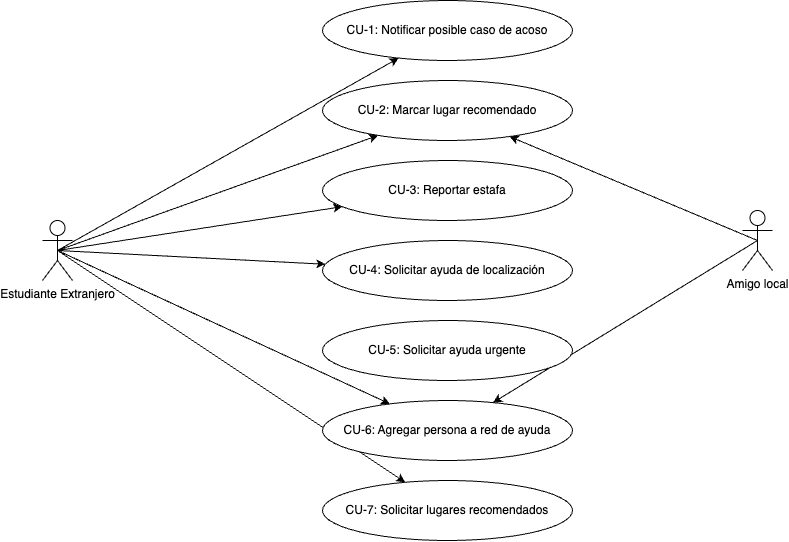 CU-1: Notificar posible caso de acoso
CU-2: Marcar lugar recomendado
CU-3: Reportar estafa
CU-4: Solicitar ayuda de localización
Estudiante Extranjero
Amigo local
CU-5: Solicitar ayuda urgente
CU-6: Agregar persona a red de ayuda
CU-7: Solicitar lugares recomendados